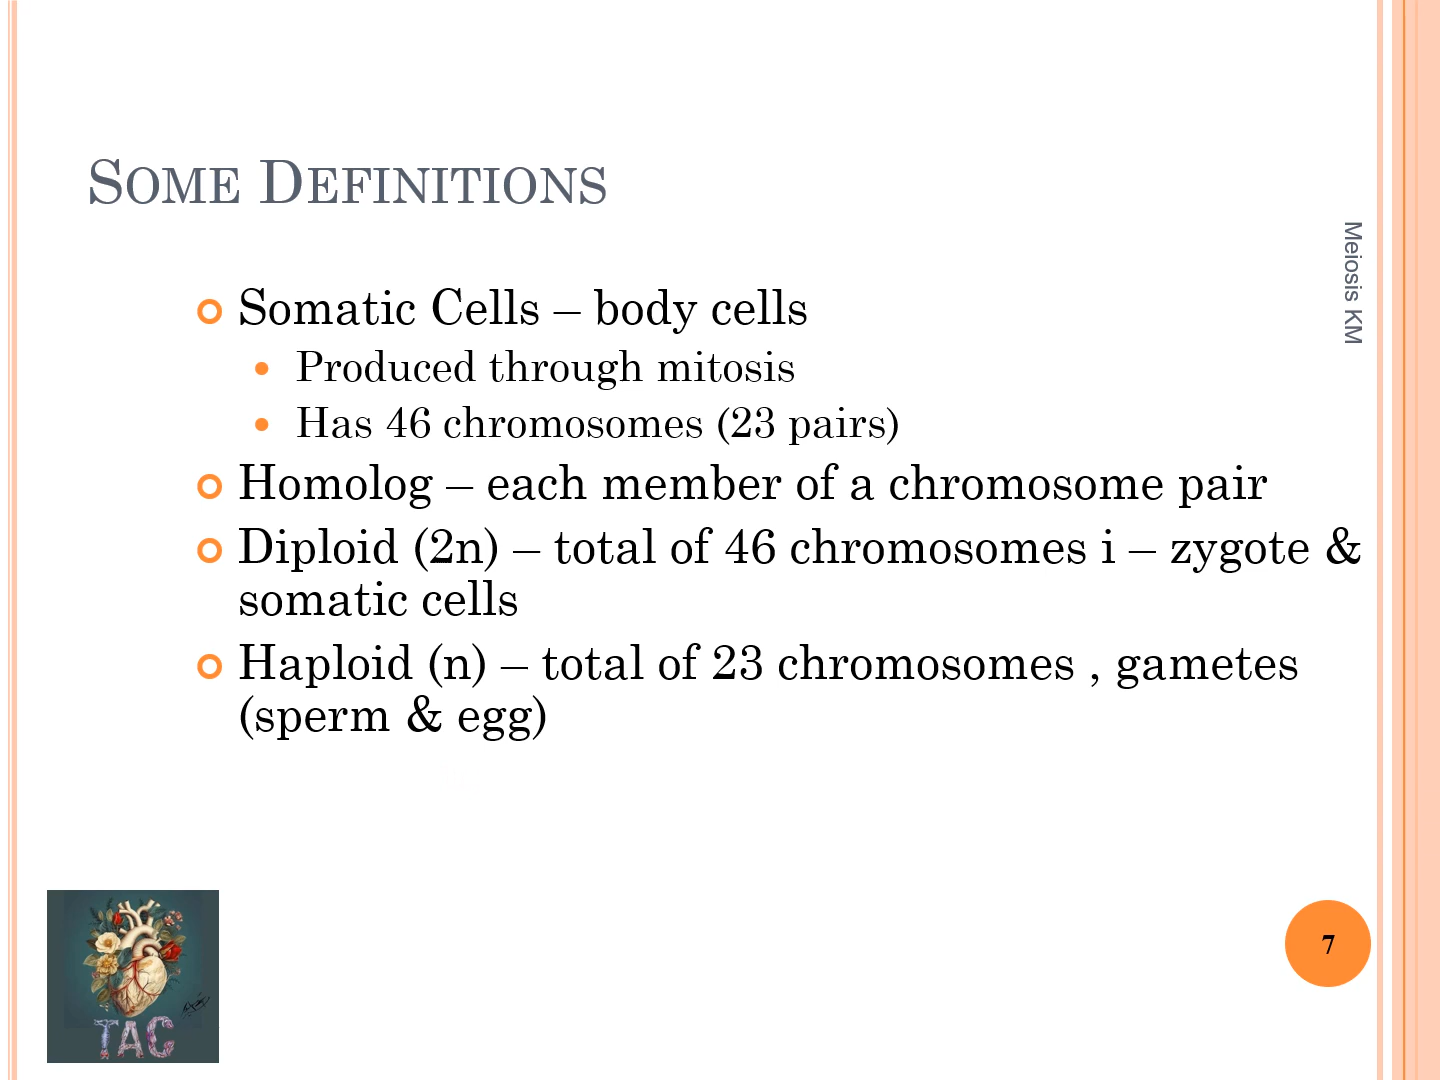 SOME DEFINITIONS
Meiosis KM
Somatic Cells – body cells
Produced through mitosis
Has 46 chromosomes (23 pairs)
Homolog – each member of a chromosome pair
Diploid (2n) – total of 46 chromosomes i – zygote &
somatic cells
Haploid (n) – total of 23 chromosomes , gametes
(sperm & egg)
7
TAC